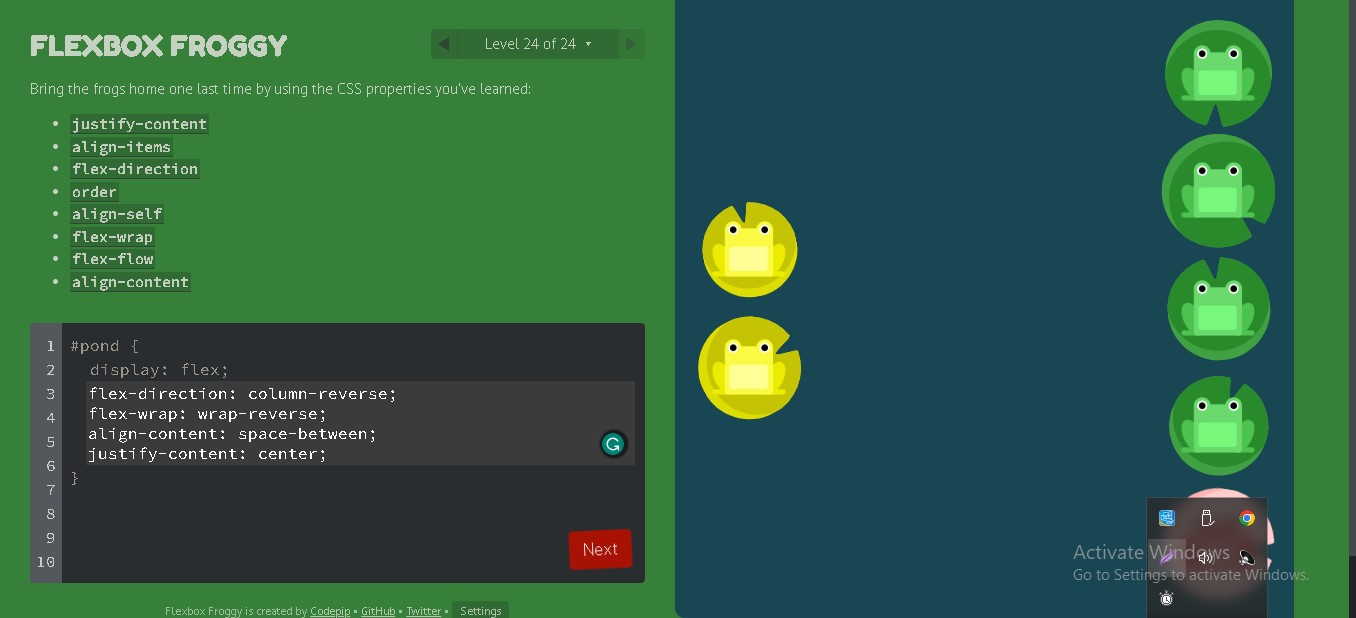 FLEXBOX FROGGY
Level 24 of 24
Bring the frogs home one last time by using the CSS properties you've learned:
justify-content
align-items
flex-direction
order
align-self
flex-wrap
flex-flow
align-content
1 #pond {
2 display: flex;
3 flex-direction: column-reverse;
4 flex-wrap: wrap-reverse;
5 align-content: space-between;
6 justify-content: center;
7 }
8
9
10
Next
Flexbox Froggy is created by Codepip • GitHub • Twitter • Settings
Activate Windows
Go to Settings to activate Windows.